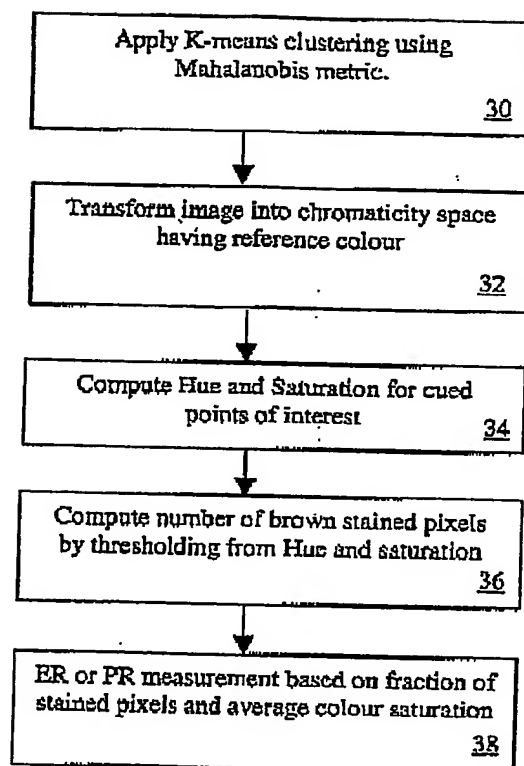 Apply K-means clustering using
Mahalanobis metric.
30
Transform image into chromaticity space
having reference colour
32
Compute Hue and Saturation for cued
points of interest
34
Compute number of brown stained pixels
by thresholding from Hue and saturation
36
ER or PR measurement based on fraction of
stained pixels and average colour saturation
38